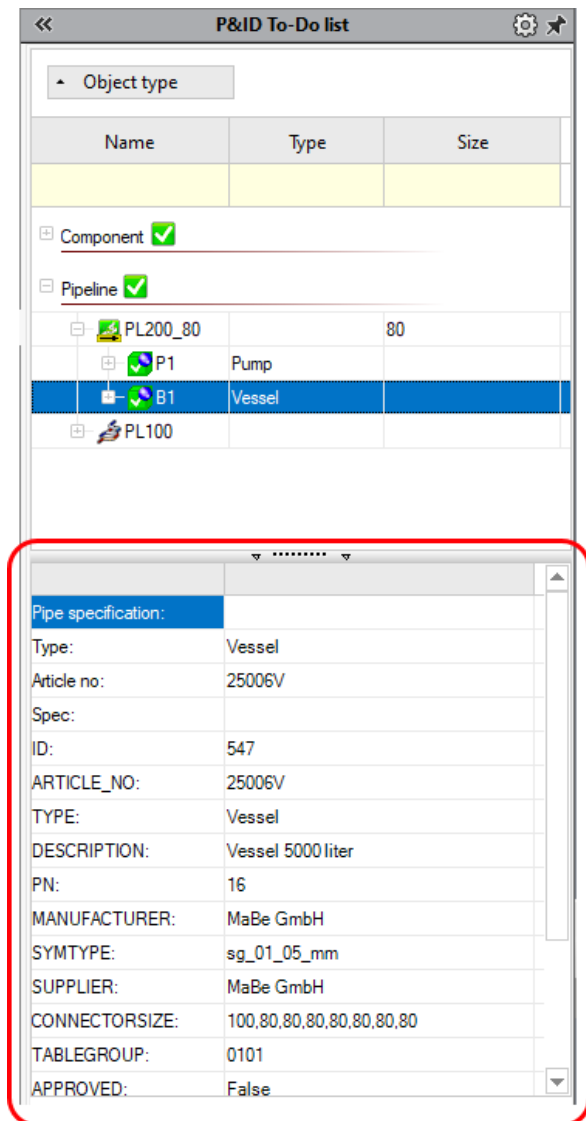 P&ID To-Do list
Object type
Name Type Size
Component
Pipeline
PL200_80 80
P1 Pump
B1 Vessel
PL100
Pipe specification:
Type: Vessel
Article no: 25006V
Spec:
ID: 547
ARTICLE_NO: 25006V
TYPE: Vessel
DESCRIPTION: Vessel 5000 liter
PN: 16
MANUFACTURER: MaBe GmbH
SYMTYPE: sg_01_05_mm
SUPPLIER: MaBe GmbH
CONNECTORSIZE: 100,80,80,80,80,80,80,80
TABLEGROUP: 0101
APPROVED: False